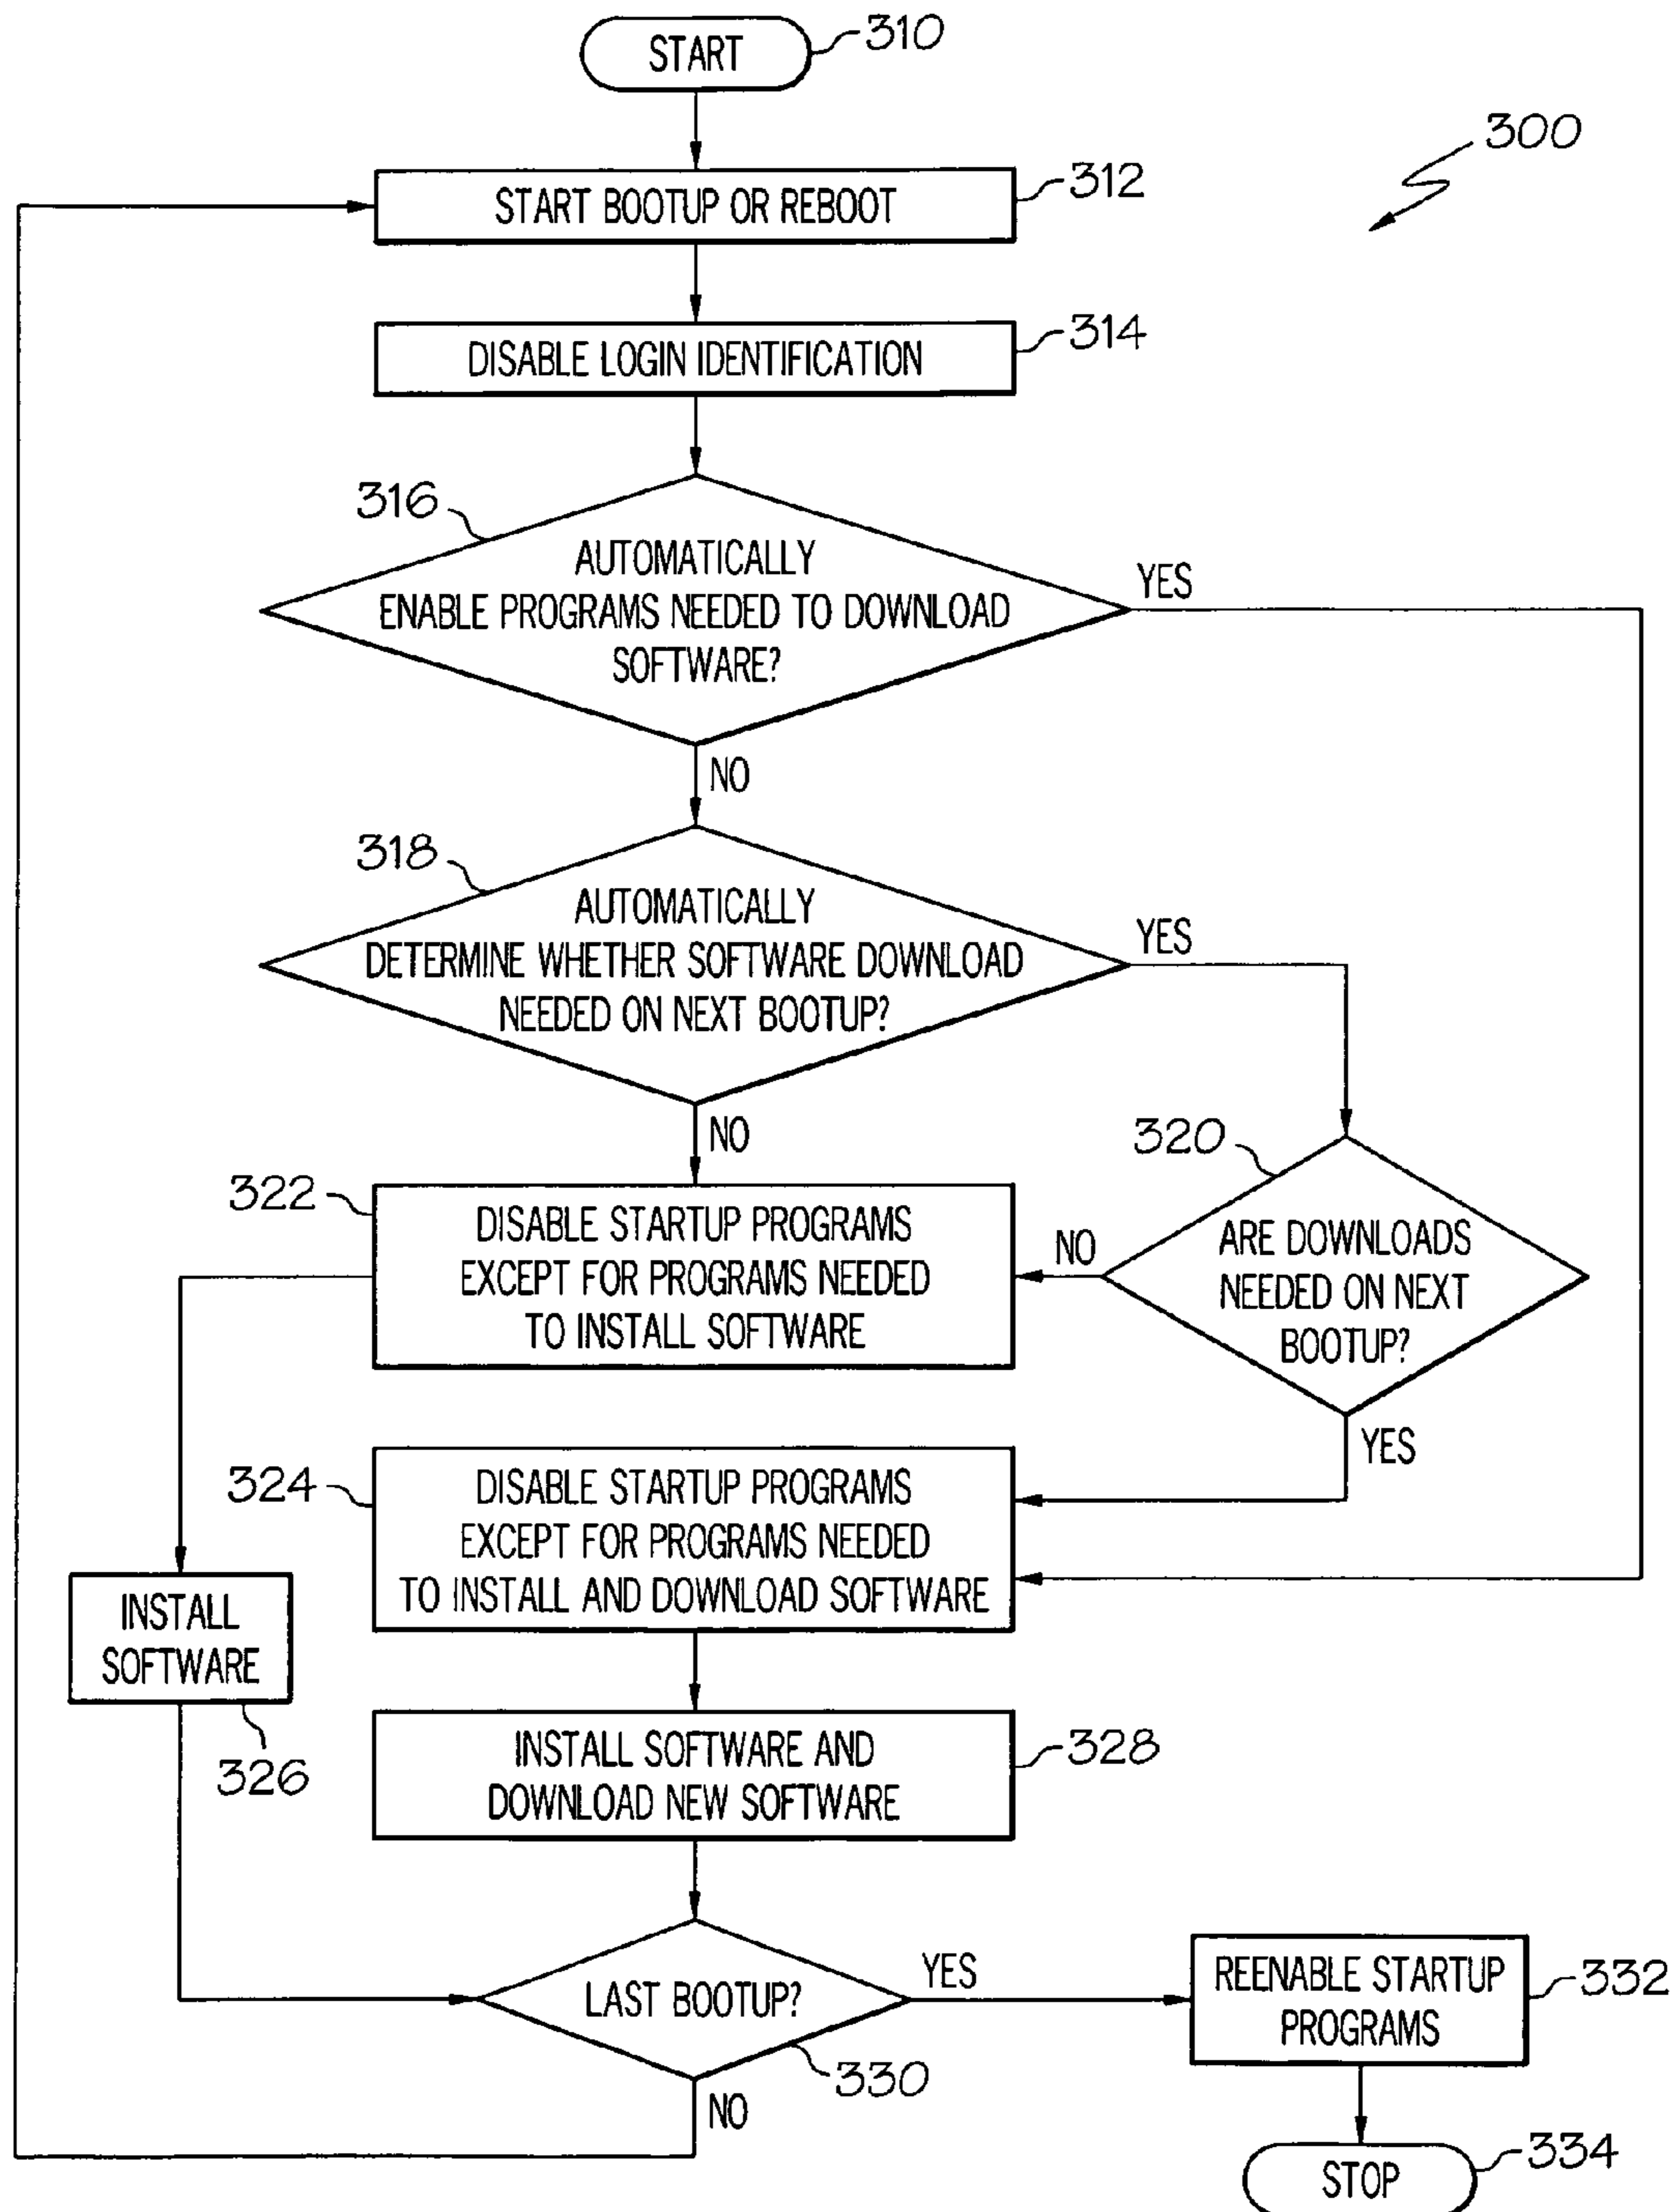 START
310
300
START BOOTUP OR REBOOT
312
DISABLE LOGIN IDENTIFICATION
314
316
AUTOMATICALLY
ENABLE PROGRAMS NEEDED TO DOWNLOAD
SOFTWARE?
YES
NO
318
AUTOMATICALLY
DETERMINE WHETHER SOFTWARE DOWNLOAD
NEEDED ON NEXT BOOTUP?
YES
NO
320
ARE DOWNLOADS
NEEDED ON NEXT
BOOTUP?
NO
YES
322
DISABLE STARTUP PROGRAMS
EXCEPT FOR PROGRAMS NEEDED
TO INSTALL SOFTWARE
324
DISABLE STARTUP PROGRAMS
EXCEPT FOR PROGRAMS NEEDED
TO INSTALL AND DOWNLOAD SOFTWARE
INSTALL
SOFTWARE
326
INSTALL SOFTWARE AND
DOWNLOAD NEW SOFTWARE
328
LAST BOOTUP?
330
YES
NO
REENABLE STARTUP
PROGRAMS
332
STOP
334